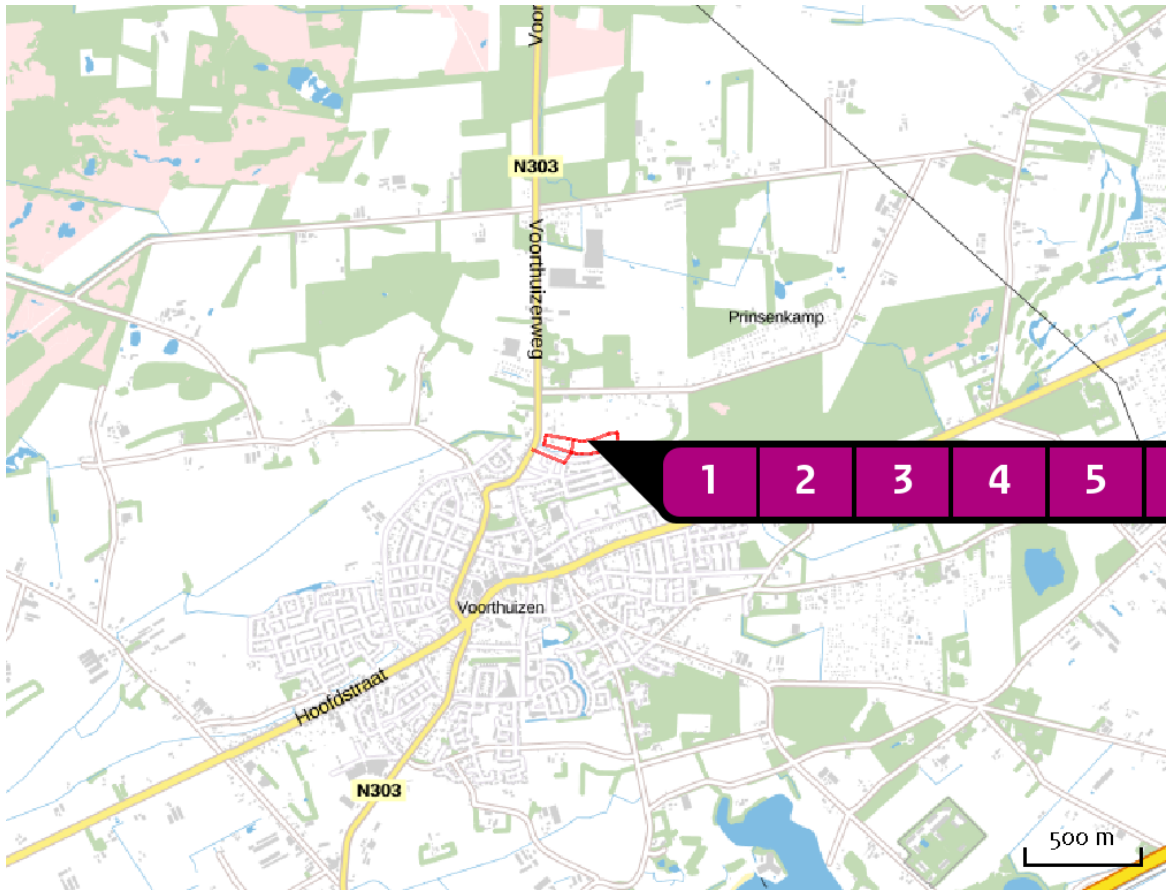 Voor
N303
Voorthuizerweg
Prinsenkamp
1 2 3 4 5
Voorthuizen
Hoofdstraat
N303
500 m